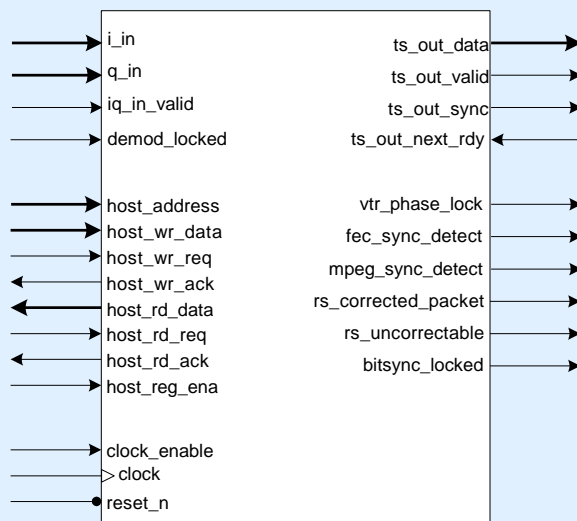 i_in
q_in
iq_in_valid
demod_locked
host_address
host_wr_data
host_wr_req
host_wr_ack
host_rd_data
host_rd_req
host_rd_ack
host_reg_ena
clock_enable
clock
reset_n
ts_out_data
ts_out_valid
ts_out_sync
ts_out_next_rdy
vtr_phase_lock
fec_sync_detect
mpeg_sync_detect
rs_corrected_packet
rs_uncorrectable
bitsync_locked